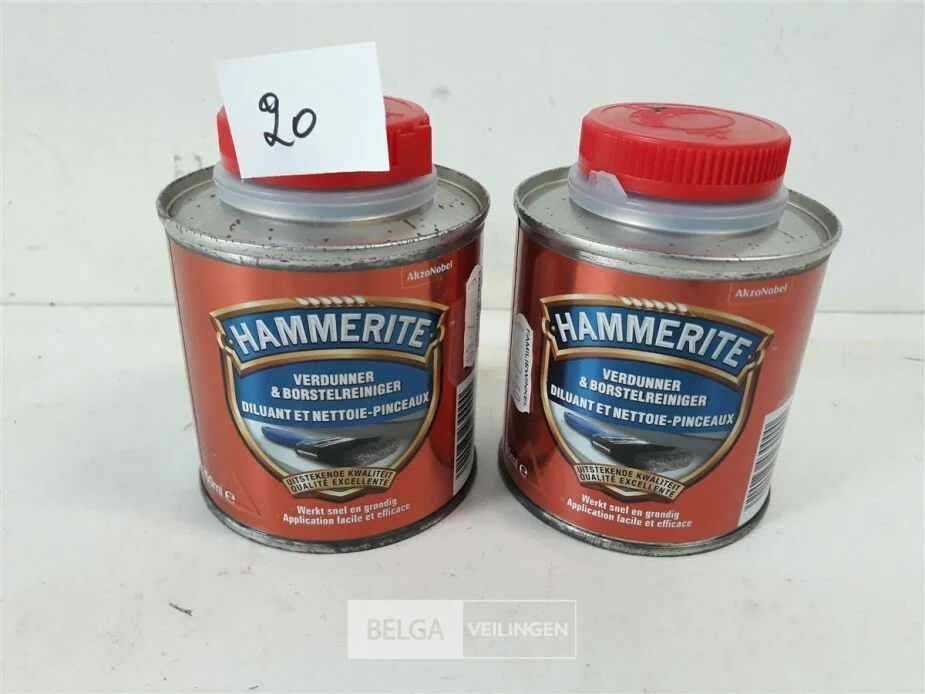 20
AkzoNobel
HAMMERITE
VERDUNNER
& BORSTELREINIGER
DILUANT ET NETTOIE-PINCEAUX
UITSTEKENDE KWALITEIT
QUALITÉ EXCELLENTE
Werkt snel en grondig
Application facile et efficace
AkzoNobel
HAMMERITE
™
VERDUNNER
& BORSTELREINIGER
DILUANT ET NETTOIE-PINCEAUX
FAMILIEWINKEL
UITSTEKENDE KWALITEIT
QUALITÉ EXCELLENTE
Werkt snel en grondig
Application facile et efficace
BELGA VEILINGEN